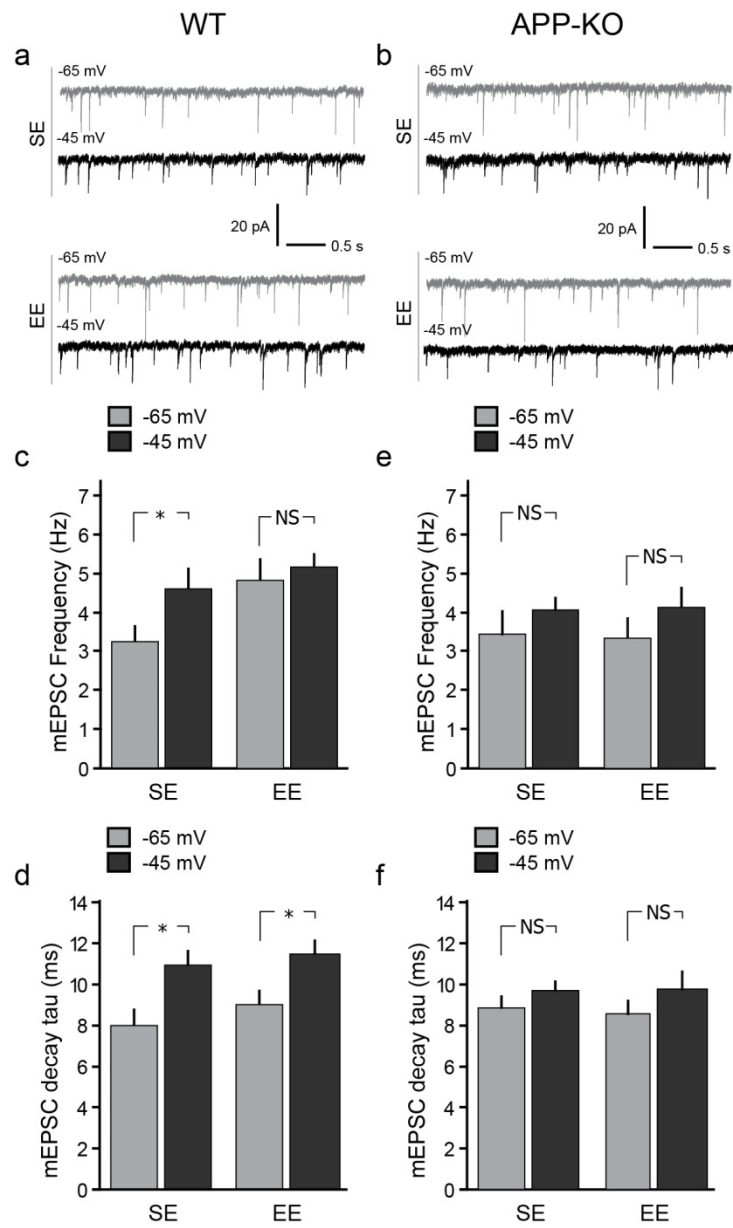 WT
APP-KO
a
b
-65 mV
-65 mV
SE
SE
-45 mV
-45 mV
20 pA
0.5 s
20 pA
0.5 s
-65 mV
-65 mV
EE
EE
-45 mV
-45 mV
-65 mV
-45 mV
-65 mV
-45 mV
c
e
mEPSC Frequency (Hz)
7
6
5
4
3
2
1
0
*
NS
SE
EE
mEPSC Frequency (Hz)
7
6
5
4
3
2
1
0
NS
NS
SE
EE
-65 mV
-45 mV
-65 mV
-45 mV
d
f
mEPSC decay tau (ms)
14
12
10
8
6
4
2
0
*
*
SE
EE
mEPSC decay tau (ms)
14
12
10
8
6
4
2
0
NS
NS
SE
EE